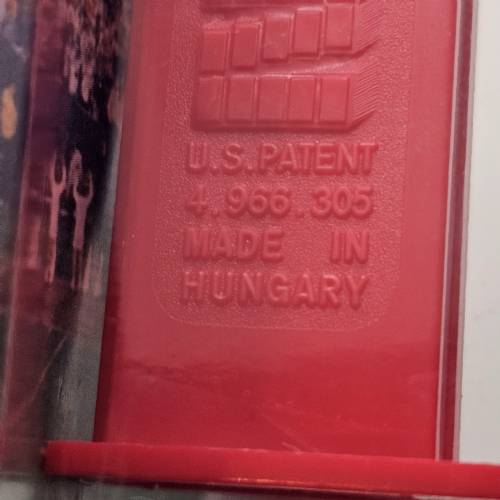 U.S.PATENT
4.966.305
MADE IN
HUNGARY